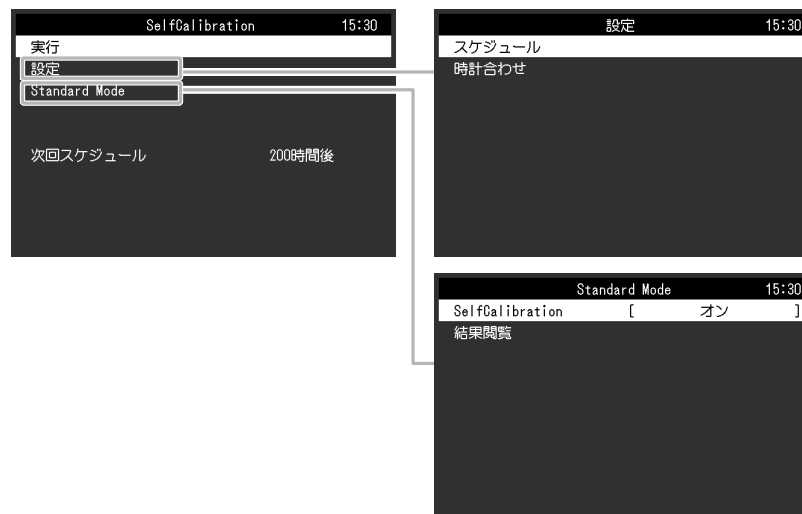 SelfCalibration 15:30
実行
設定
Standard Mode
次回スケジュール 200時間後
設定 15:30
スケジュール
時計合わせ
Standard Mode 15:30
SelfCalibration [ オン ]
結果閲覧